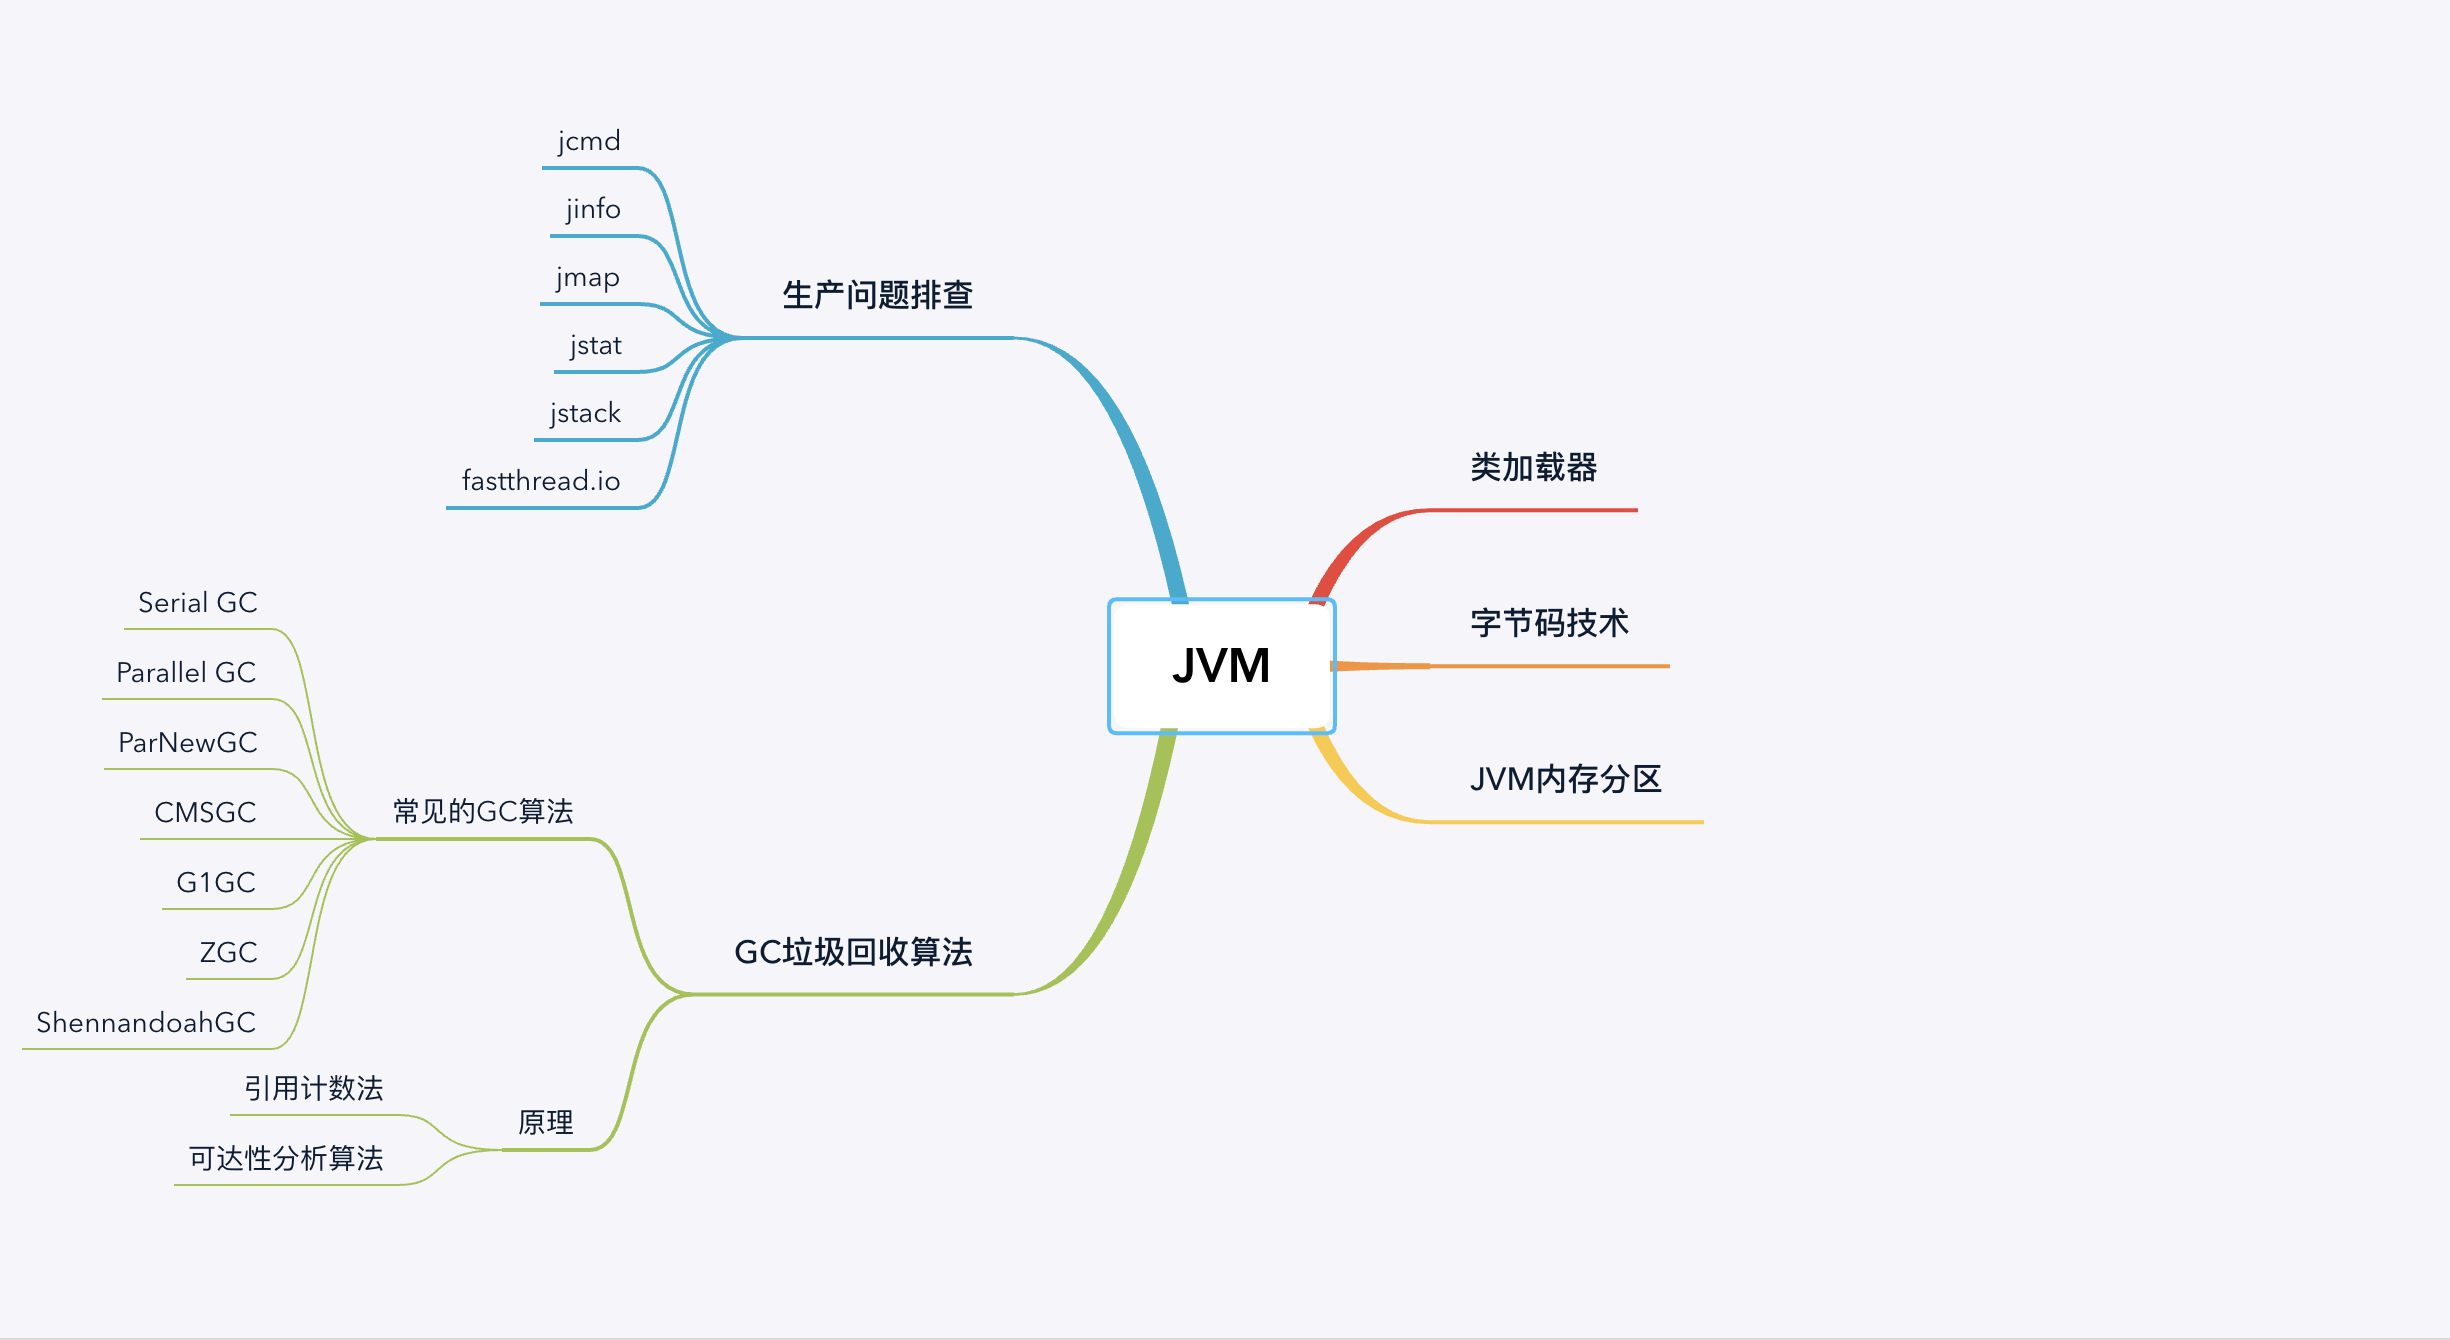 JVM
类加载器
字节码技术
JVM内存分区
生产问题排查
jcmd
jinfo
jmap
jstat
jstack
fastthread.io
GC垃圾回收算法
常见的GC算法
Serial GC
Parallel GC
ParNewGC
CMSGC
G1GC
ZGC
ShennandoahGC
原理
引用计数法
可达性分析算法